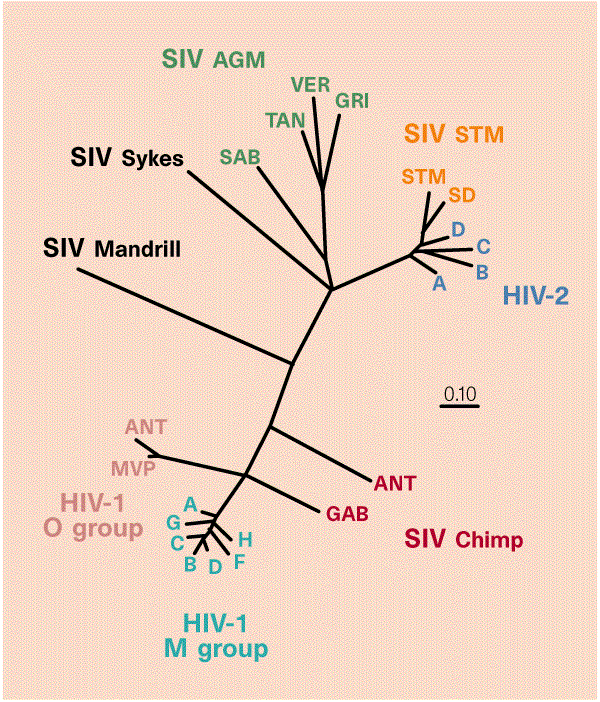 SIV AGM
VER
GRI
TAN
SIV STM
SIV Sykes
SAB
STM
SD
D
C
B
A
SIV Mandrill
HIV-2
0.10
ANT
MVP
ANT
HIV-1
O group
A
G
C
B
D
F
H
GAB
SIV Chimp
HIV-1
M group